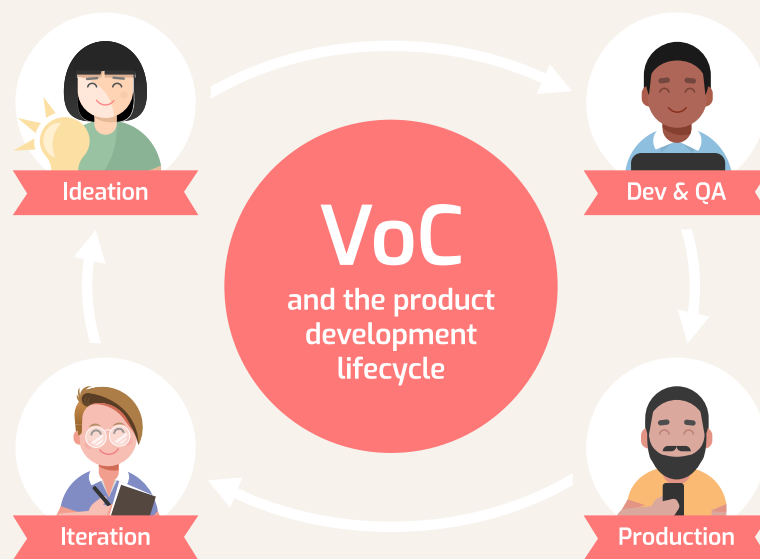 Ideation
Dev & QA
VoC
and the product
development
lifecycle
Iteration
Production